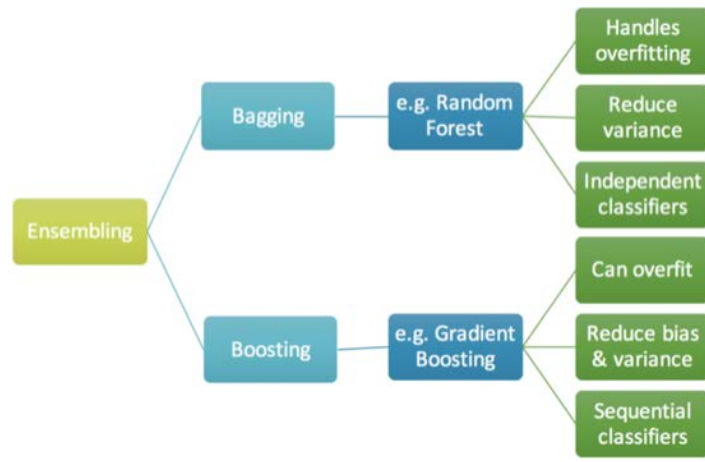 Ensembling
Bagging
e.g. Random
Forest
Handles
overfitting
Reduce
variance
Independent
classifiers
Boosting
e.g. Gradient
Boosting
Can overfit
Reduce bias
& variance
Sequential
classifiers